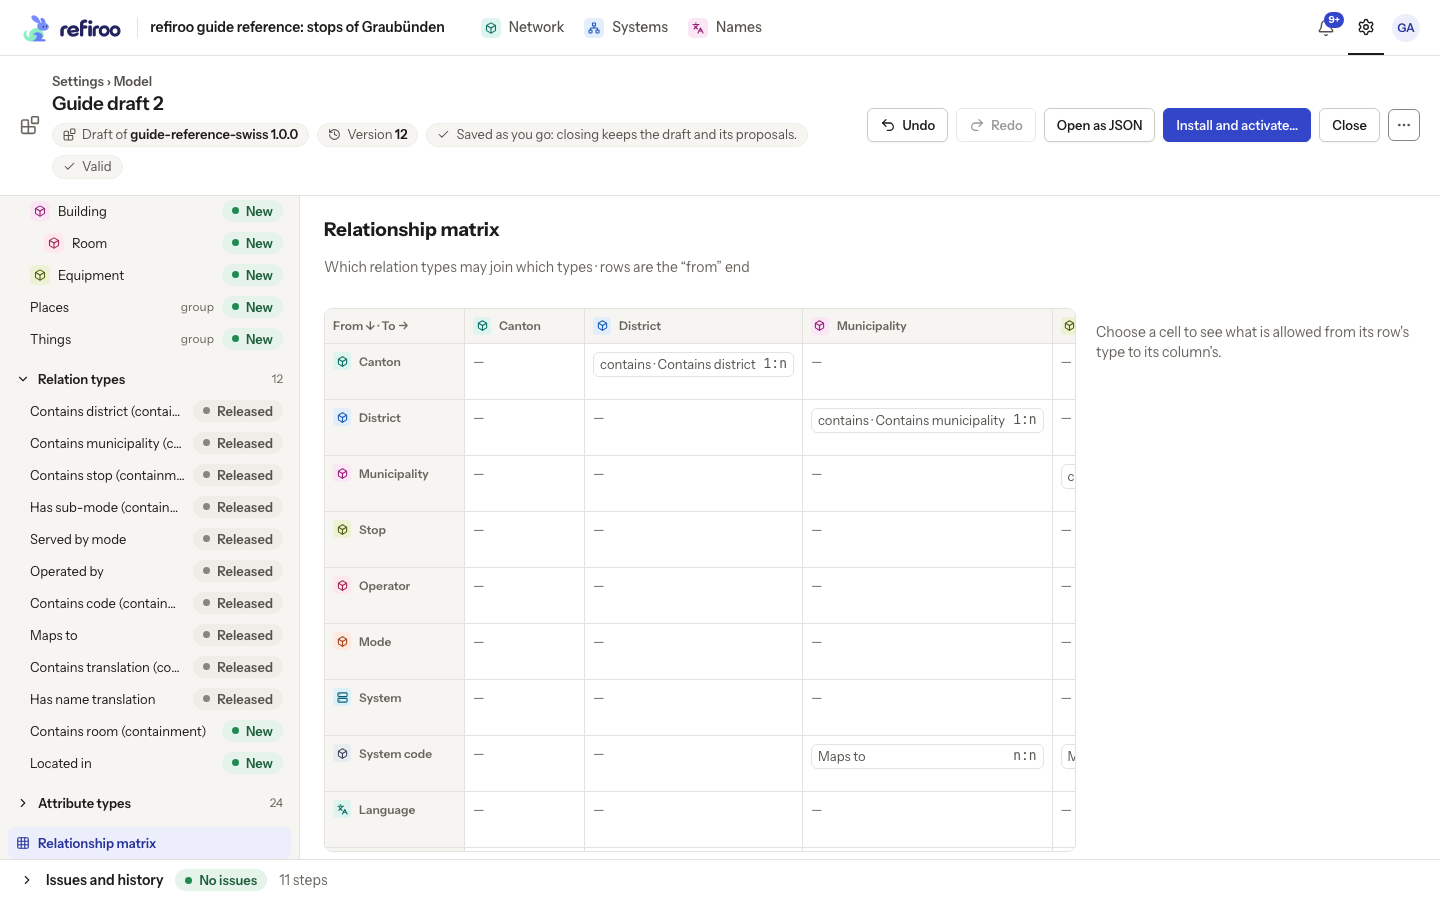 refiroo
refiroo guide reference: stops of Graubünden
Network
Systems
Names
9+
GA
Settings › Model
Guide draft 2
Draft of guide-reference-swiss 1.0.0
Version 12
Saved as you go: closing keeps the draft and its proposals.
Valid
Undo
Redo
Open as JSON
Install and activate...
Close
Building New
Room New
Equipment New
Places group New
Things group New
Relation types 12
Contains district (contai... Released
Contains municipality (c... Released
Contains stop (containm... Released
Has sub-mode (contain... Released
Served by mode Released
Operated by Released
Contains code (contain... Released
Maps to Released
Contains translation (co... Released
Has name translation Released
Contains room (containment) New
Located in New
Attribute types 24
Relationship matrix
Relationship matrix
Which relation types may join which types · rows are the “from” end
From ↓ · To → Canton District Municipality
Canton — contains · Contains district 1:n — —
District — — contains · Contains municipality 1:n —
Municipality — — — c
Stop — — — —
Operator — — — —
Mode — — — —
System — — — —
System code — — Maps to n:n M
Language — — — —
Choose a cell to see what is allowed from its row's
type to its column's.
Issues and history No issues 11 steps